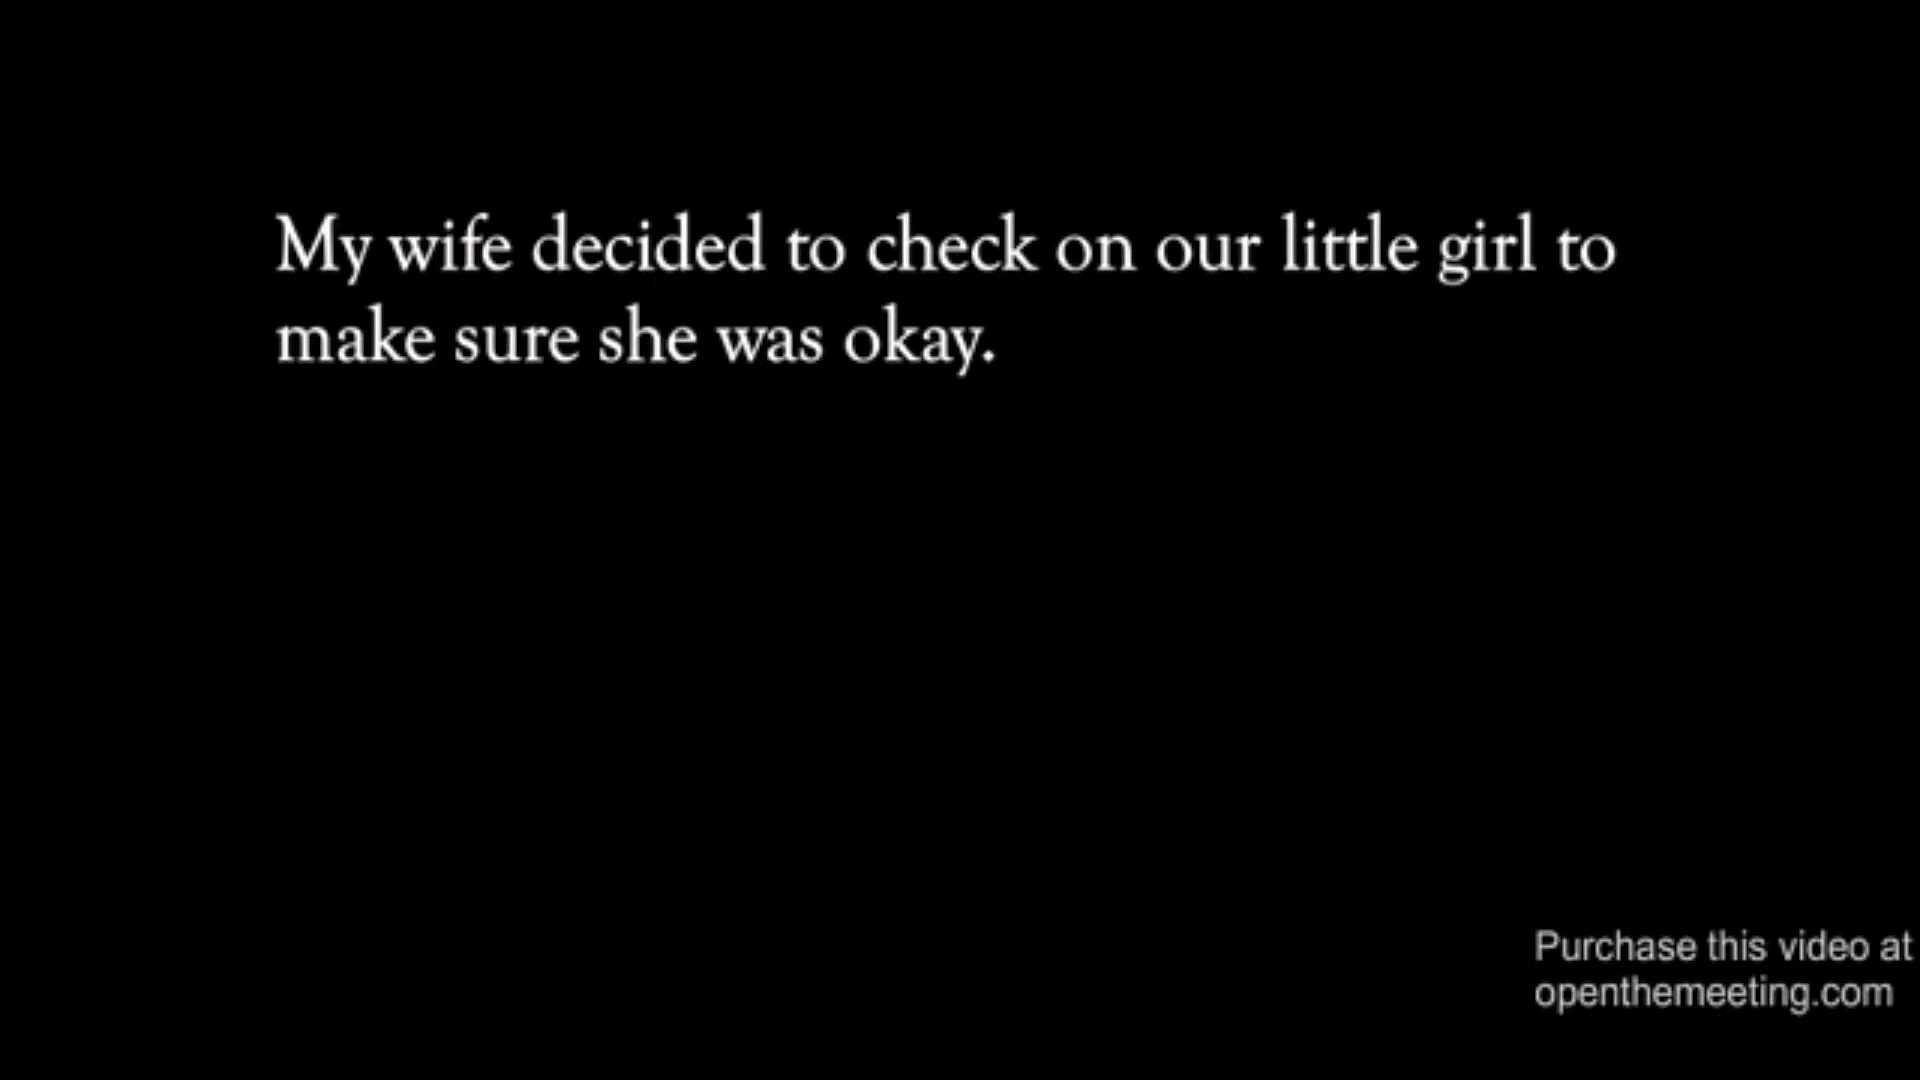 My wife decided to check on our little girl to
make sure she was okay.
Purchase this video at
openthemeeting.com